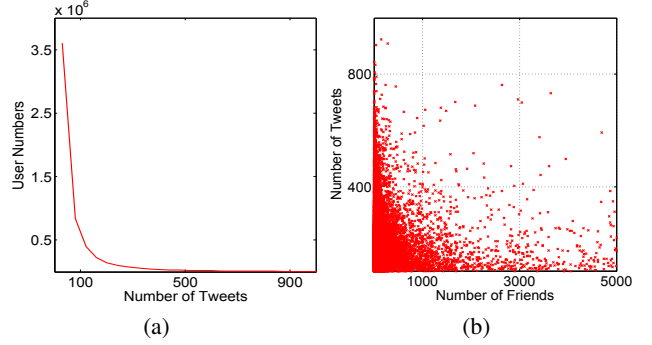 x 10^6
3.5
2.5
1.5
0.5
100
500
900
User Numbers
Number of Tweets
(a)
800
400
1000
3000
5000
Number of Tweets
Number of Friends
(b)